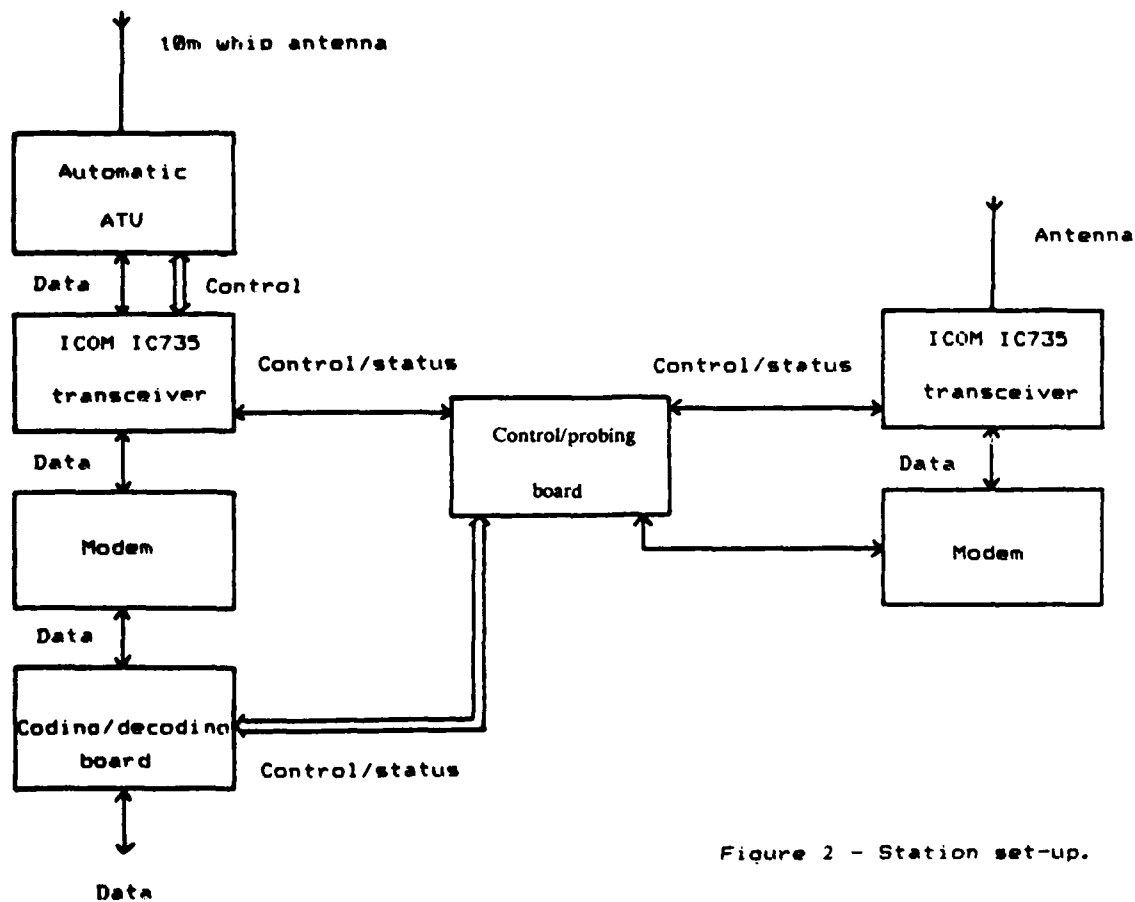 10m whip antenna
Automatic
ATU
Data
Control
ICOM IC735
transceiver
Control/status
Data
Modem
Data
Coding/decoding
board
Control/status
Data
Control/probing
board
Control/status
Antenna
ICOM IC735
transceiver
Data
Modem
Figure 2 - Station set-up.